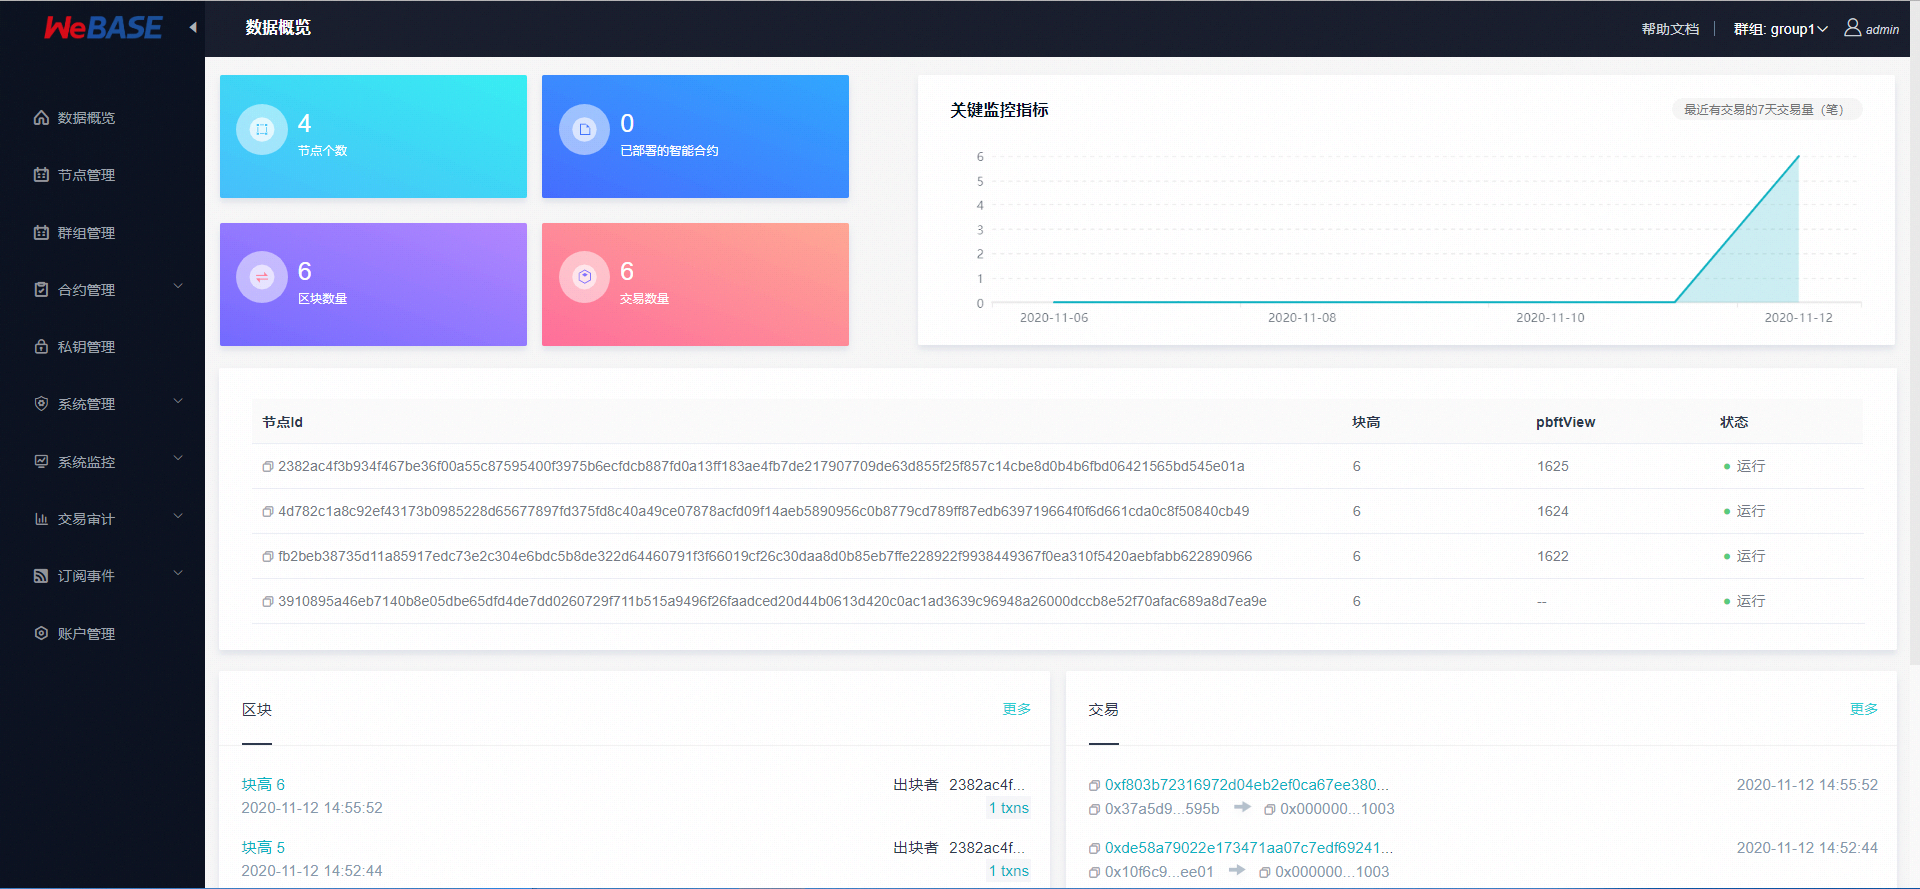 WeBASE
数据概览
帮助文档
群组: group1
admin
数据概览
节点管理
群组管理
合约管理
私钥管理
系统管理
系统监控
交易审计
订阅事件
账户管理
4
节点个数
0
已部署的智能合约
6
区块数量
6
交易数量
关键监控指标
最近有交易的7天交易量（笔）
6
5
4
3
2
1
0
2020-11-06 2020-11-08 2020-11-10 2020-11-12
节点Id 块高 pbftView 状态
2382ac4f3b934f467be36f00a55c87595400f3975b6ecfdcb887fd0a13ff183ae4fb7de217907709de63d855f25f857c14cbe8d0b4b6fbd06421565bd545e01a 6 1625 运行
4d782c1a8c92ef43173b0985228d65677897fd375fd8c40a49ce07878acfd09f14aeb5890956c0b8779cd789ff87edb639719664f0f6d661cda0c8f50840cb49 6 1624 运行
fb2beb38735d11a85917edc73e2c304e6bdc5b8de322d64460791f3f66019cf26c30daa8d0b85eb7ffe228922f9938449367f0ea310f5420aebfabb622890966 6 1622 运行
3910895a46eb7140b8e05dbe65dfd4de7dd0260729f711b515a9496f26faadced20d44b0613d420c0ac1ad3639c96948a26000dccb8e52f70afac689a8d7ea9e 6 -- 运行
区块 更多
块高 6 出块者 2382ac4f...
2020-11-12 14:55:52 1 txns
块高 5 出块者 2382ac4f...
2020-11-12 14:52:44 1 txns
交易 更多
0xf803b72316972d04eb2ef0ca67ee380... 2020-11-12 14:55:52
0x37a5d9...595b 0x000000...1003
0xde58a79022e173471aa07c7edf69241... 2020-11-12 14:52:44
0x10f6c9...ee01 0x000000...1003